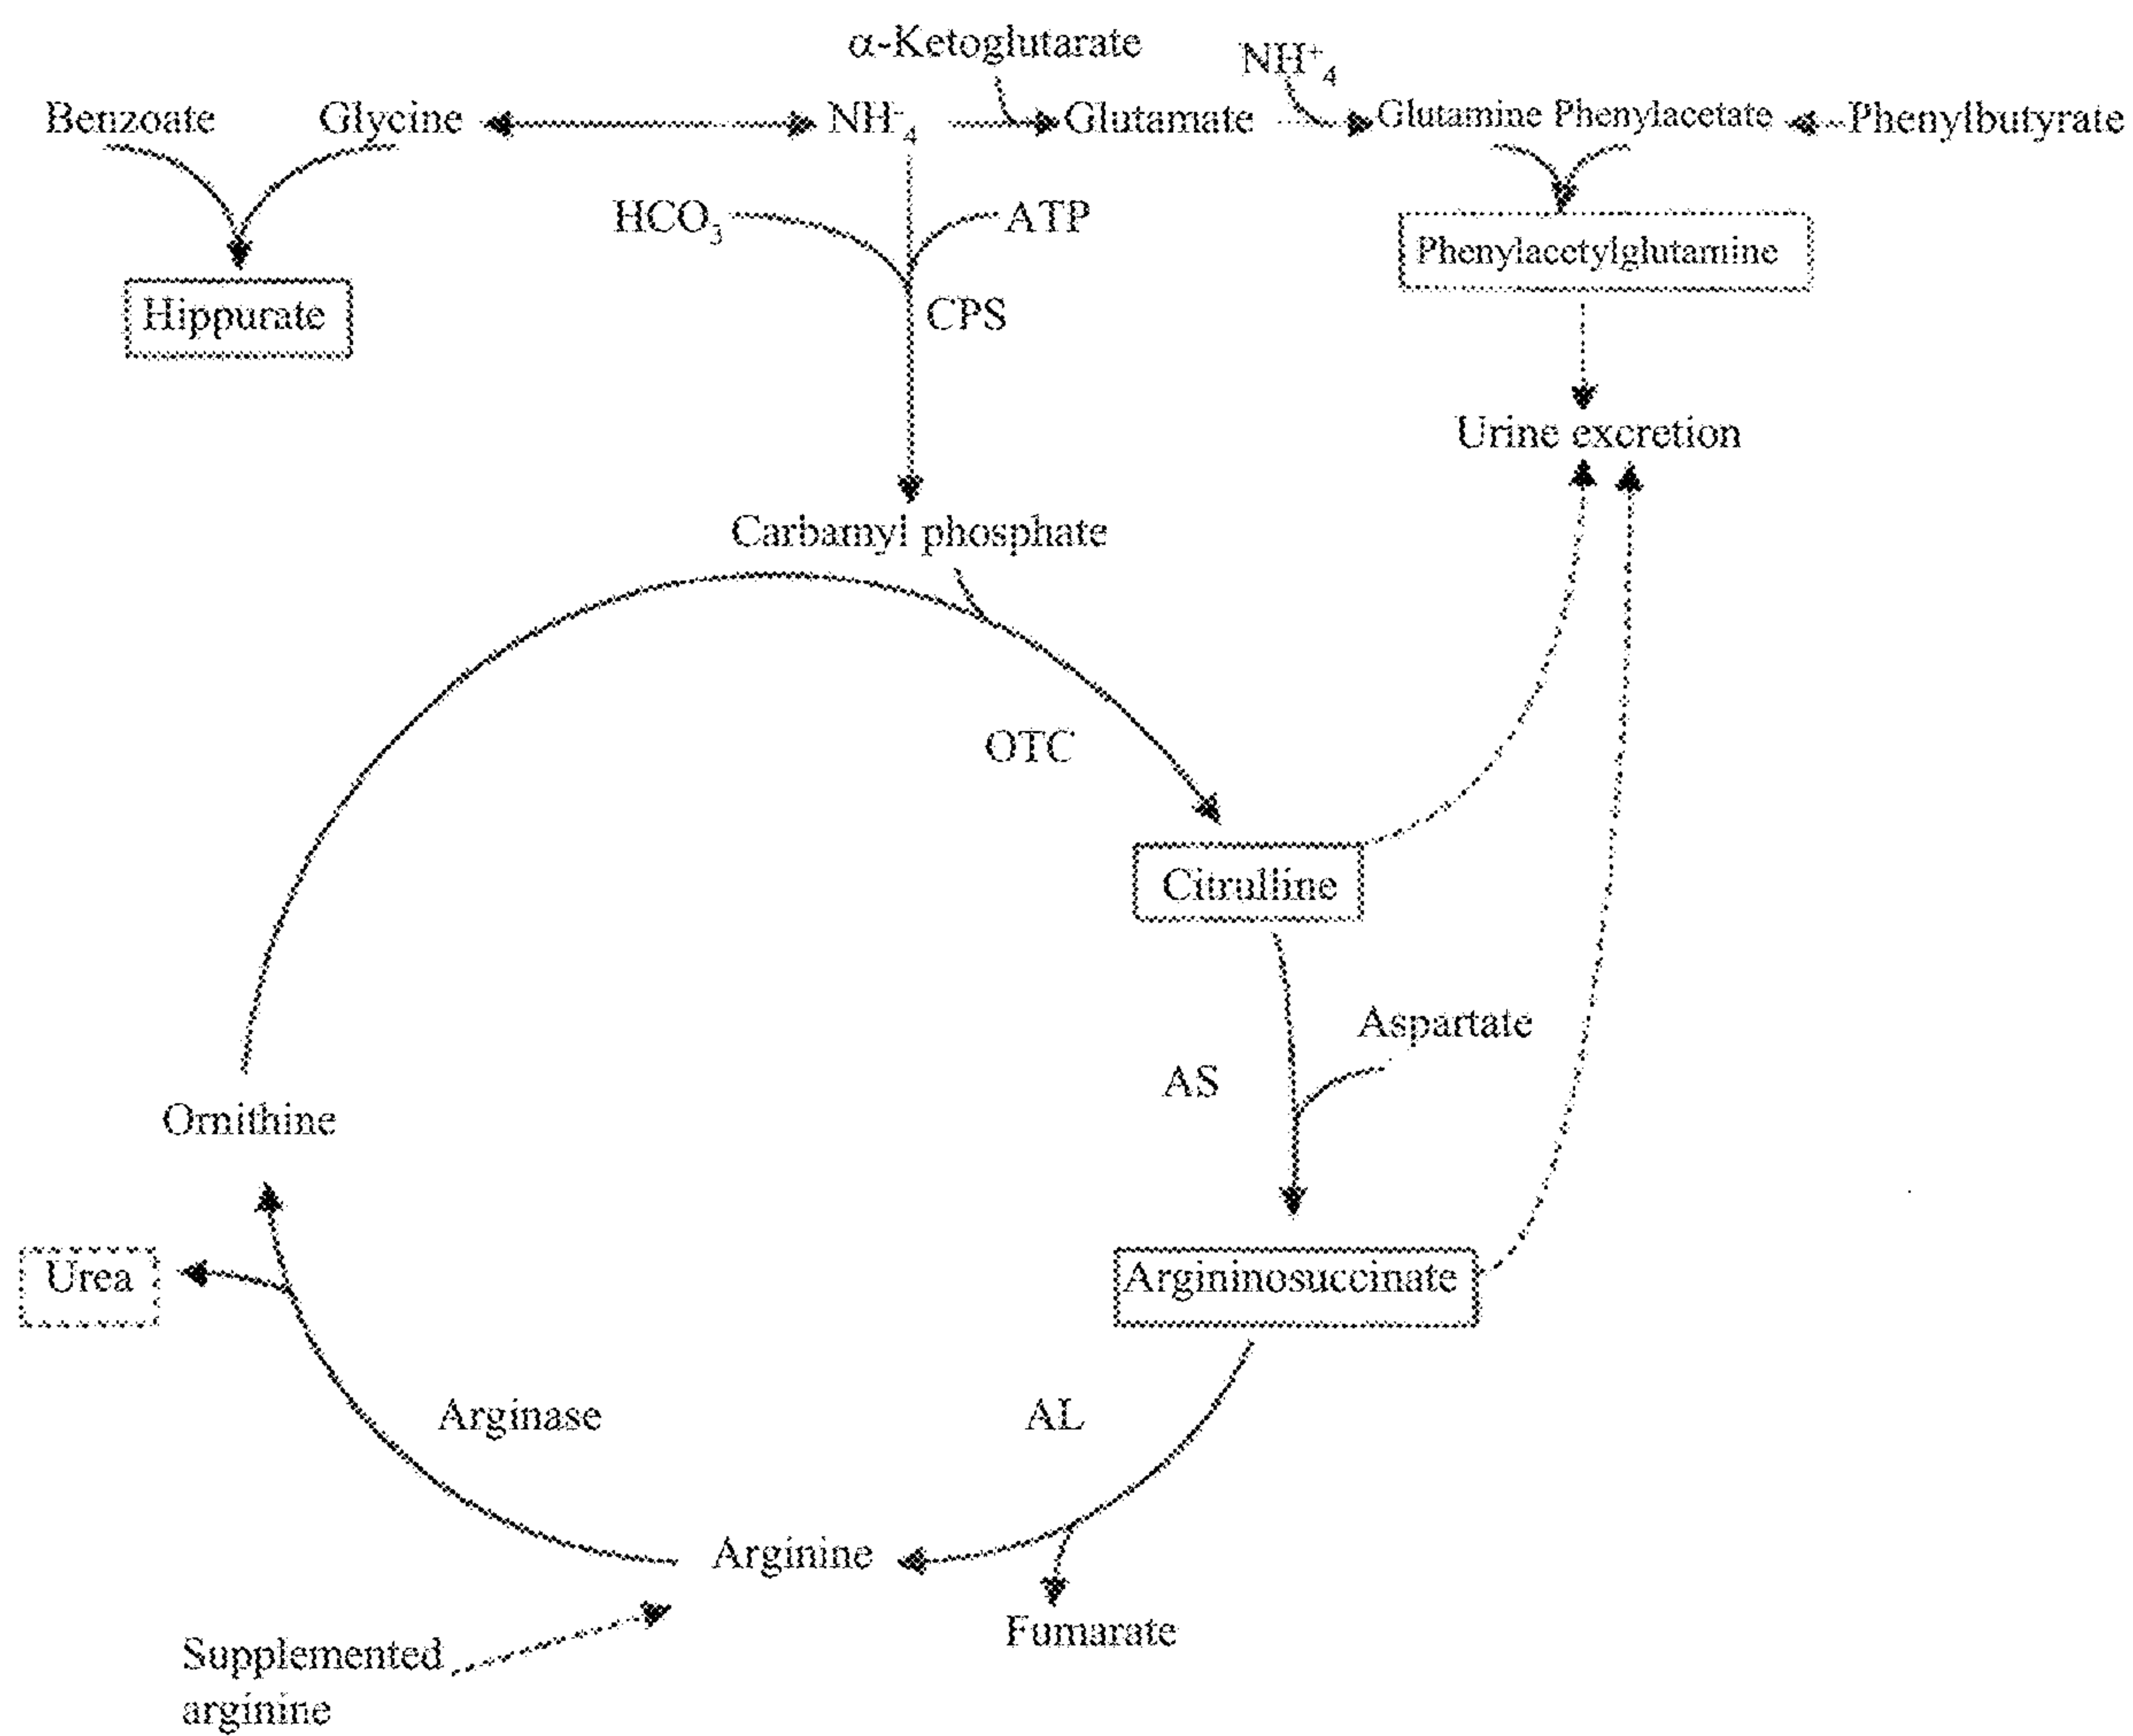 α-Ketoglutarate
NH⁺₄
Benzoate Glycine NH⁻₄ Glutamate Glutamine Phenylacetate Phenylbutyrate
HCO₃ ATP
Phenylacetylglutamine
Hippurate
CPS
Urine excretion
Carbamyl phosphate
OTC
Citrulline
Aspartate
AS
Ornithine
Urea
Argininosuccinate
Arginase
AL
Arginine
Fumarate
Supplemented
arginine